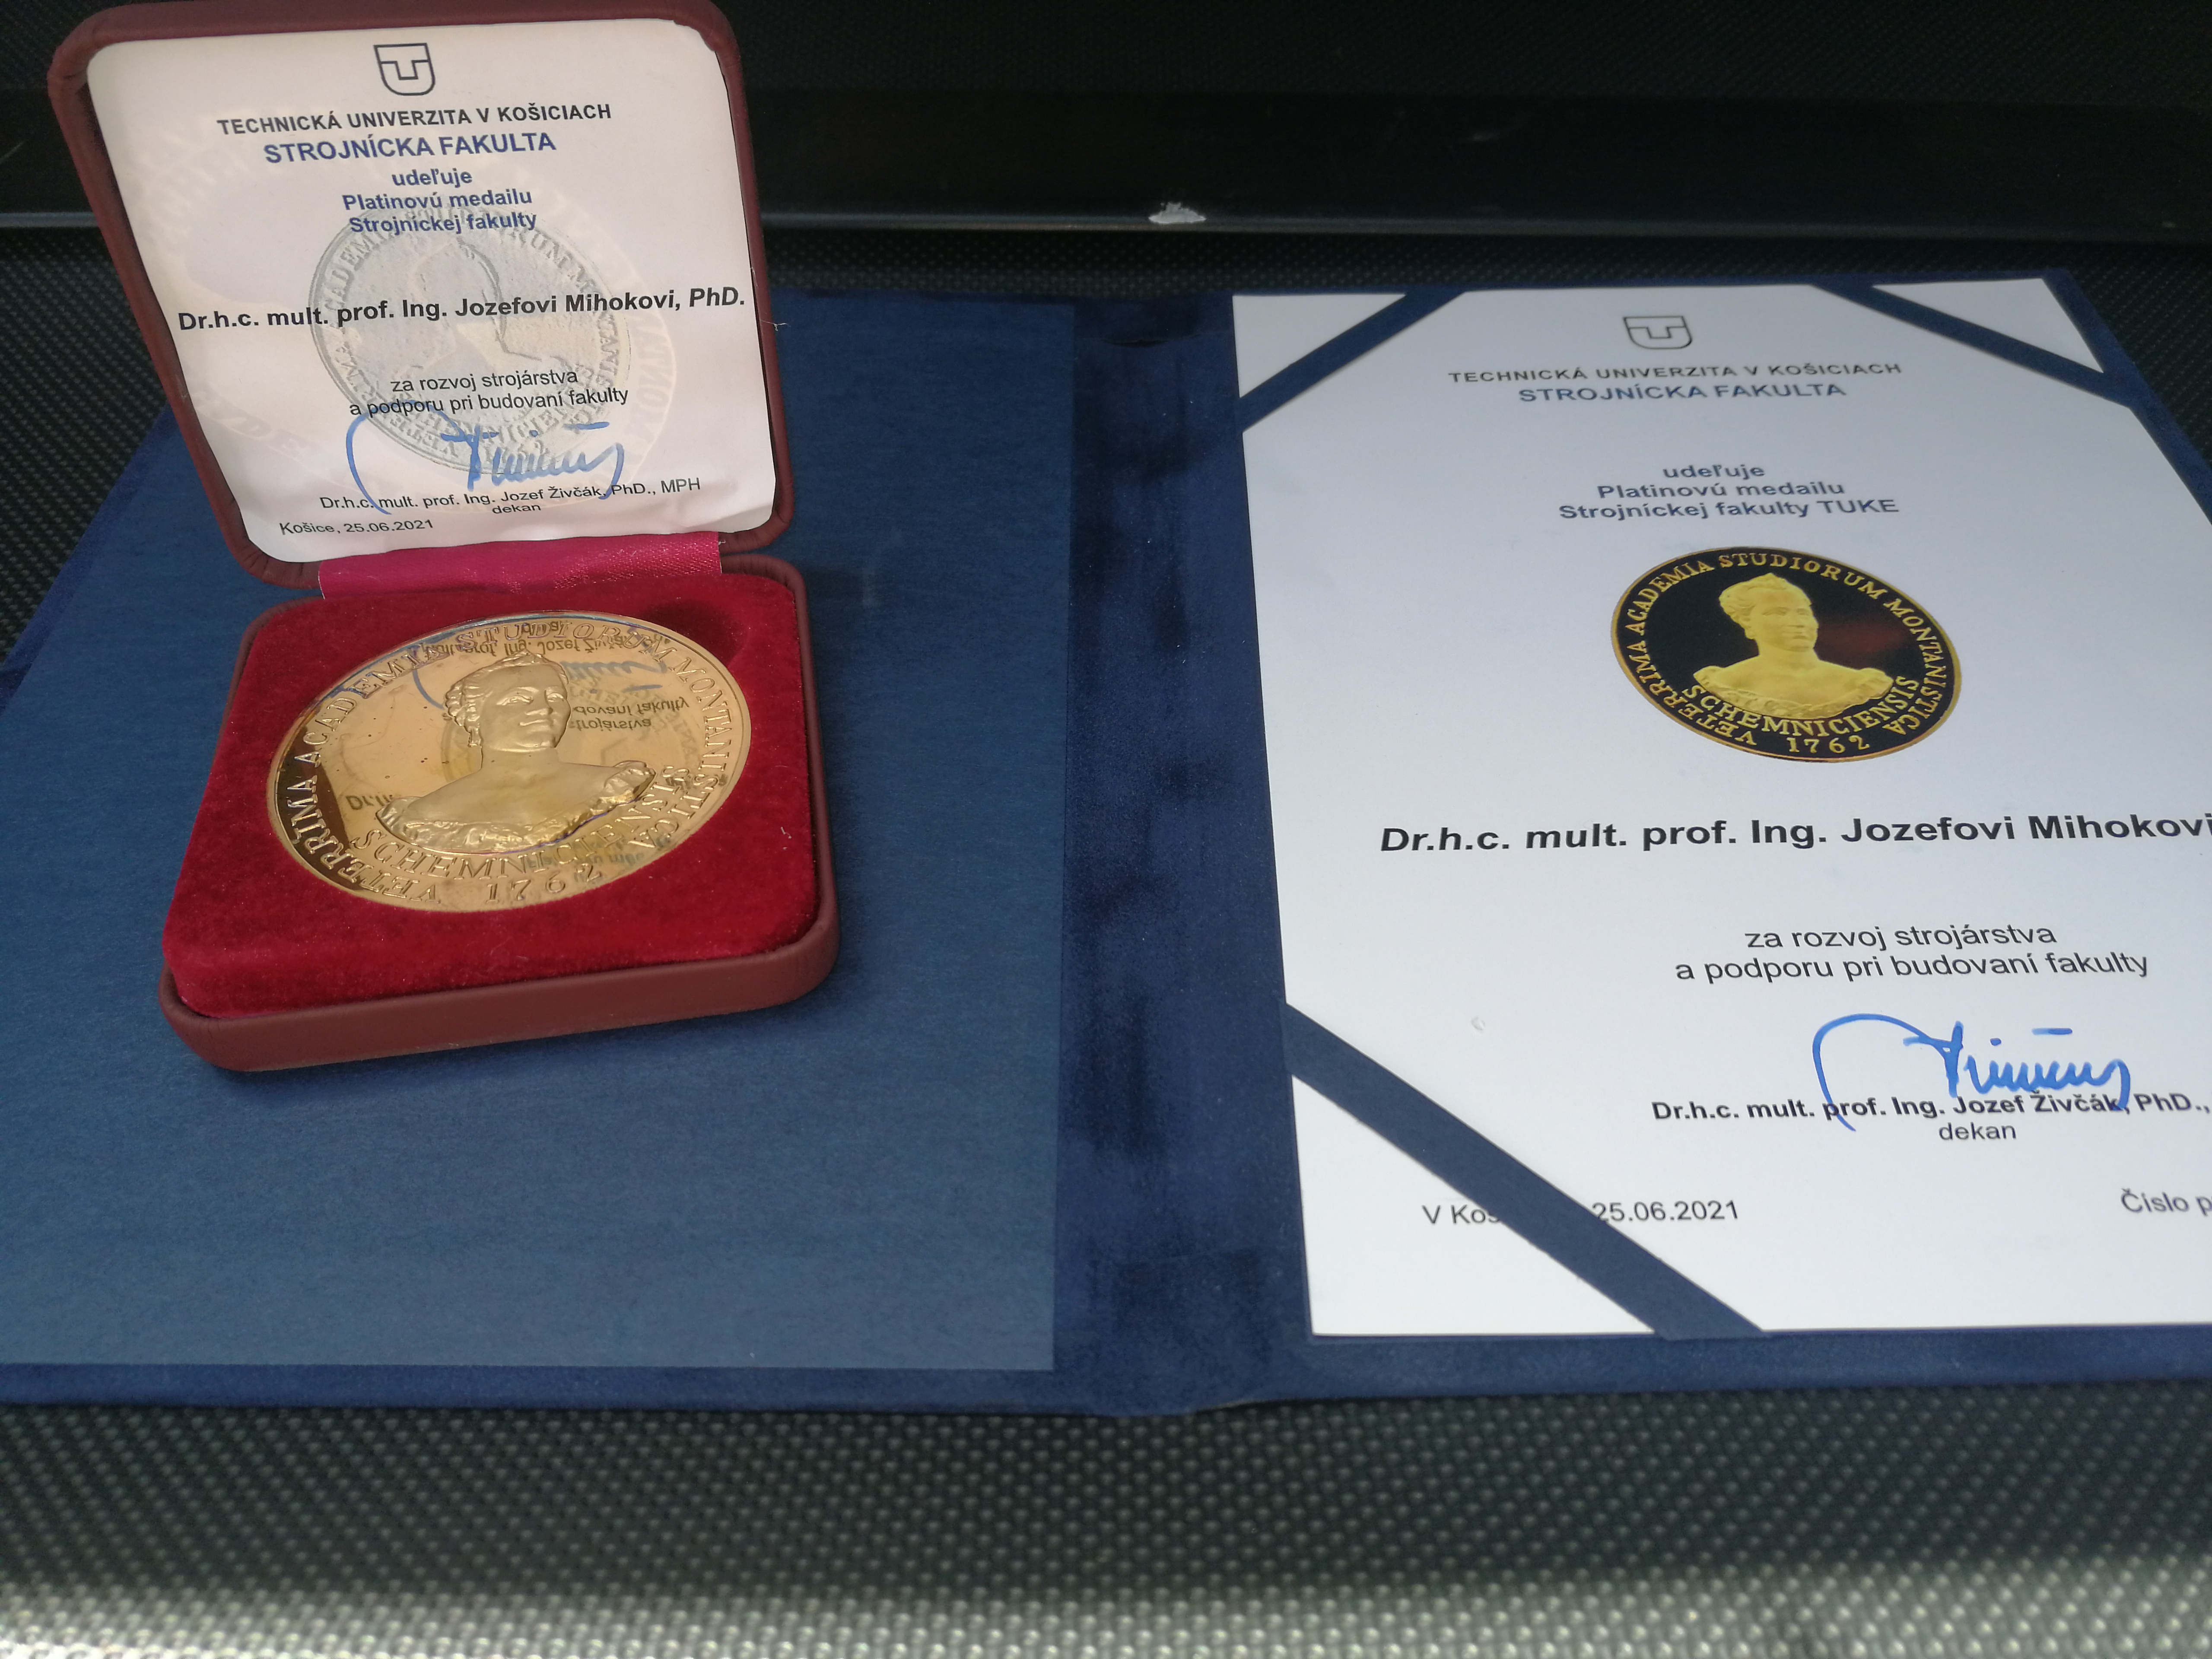 TECHNICKÁ UNIVERZITA V KOŠICIACH
STROJNÍCKA FAKULTA
udeľuje
Platinovú medailu
Strojníckej fakulty
Dr.h.c. mult. prof. Ing. Jozefovi Mihokovi, PhD.
za rozvoj strojárstva
a podporu pri budovaní fakulty
Dr.h.c. mult. prof. Ing. Jozef Živčák, PhD., MPH
dekan
Košice, 25.06.2021
VETERRIMA ACADEMIA STUDIORUM MONTANISTICA
SCHEMNICIENSIS
1762
TECHNICKÁ UNIVERZITA V KOŠICIACH
STROJNÍCKA FAKULTA
udeľuje
Platinovú medailu
Strojníckej fakulty TUKE
VETERRIMA ACADEMIA STUDIORUM MONTANISTICA
SCHEMNICIENSIS
1762
Dr.h.c. mult. prof. Ing. Jozefovi Mihokovi
za rozvoj strojárstva
a podporu pri budovaní fakulty
Dr.h.c. mult. prof. Ing. Jozef Živčák, PhD.,
dekan
V Koš 25.06.2021
Číslo p